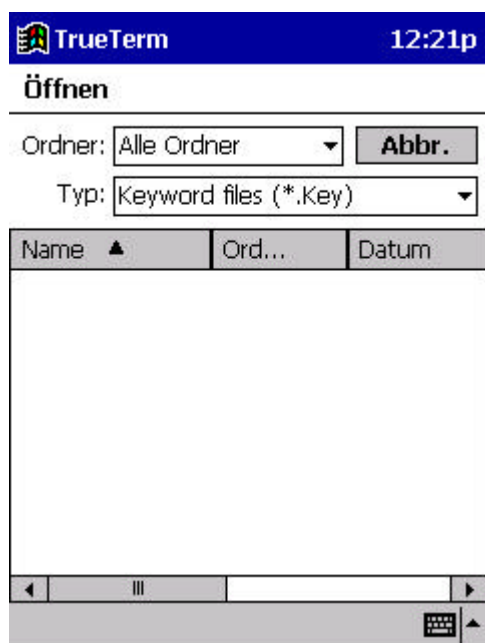 TrueTerm 12:21p
Öffnen
Ordner: Alle Ordner Abbr.
Typ: Keyword files (*.Key)
Name Ord... Datum